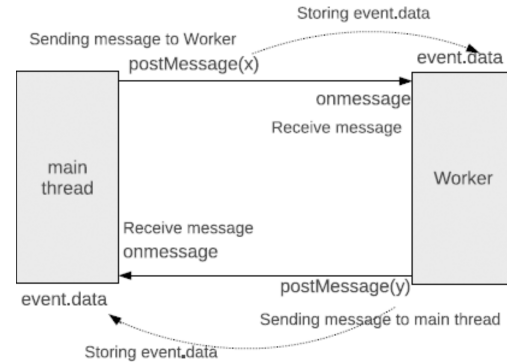 Storing event.data
Sending message to Worker
postMessage(x)
event.data
onmessage
Receive message
main
thread
Worker
Receive message
onmessage
postMessage(y)
event.data
Sending message to main thread
Storing event.data